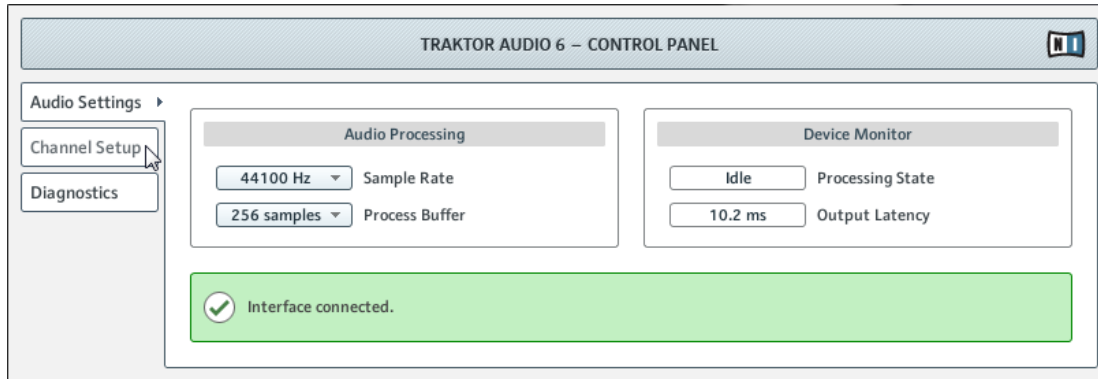 TRAKTOR AUDIO 6 – CONTROL PANEL
NI
Audio Settings
Channel Setup
Diagnostics
Audio Processing
44100 Hz Sample Rate
256 samples Process Buffer
Device Monitor
Idle Processing State
10.2 ms Output Latency
Interface connected.